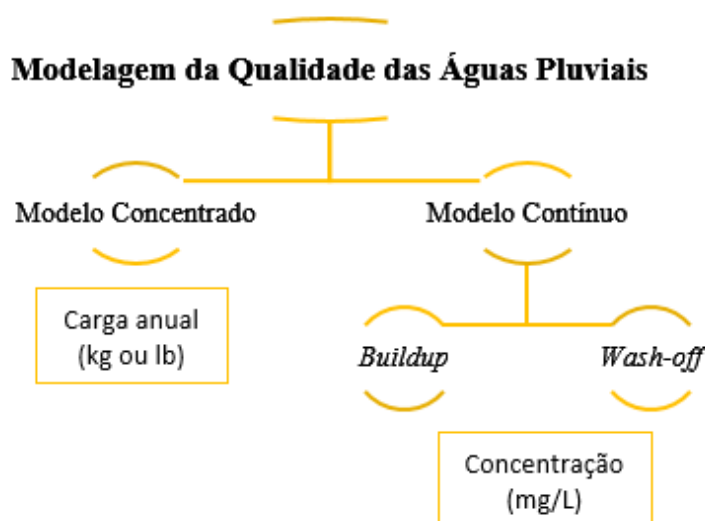 Modelagem da Qualidade das Águas Pluviais
Modelo Concentrado
Modelo Contínuo
Carga anual
(kg ou lb)
Buildup
Wash-off
Concentração
(mg/L)